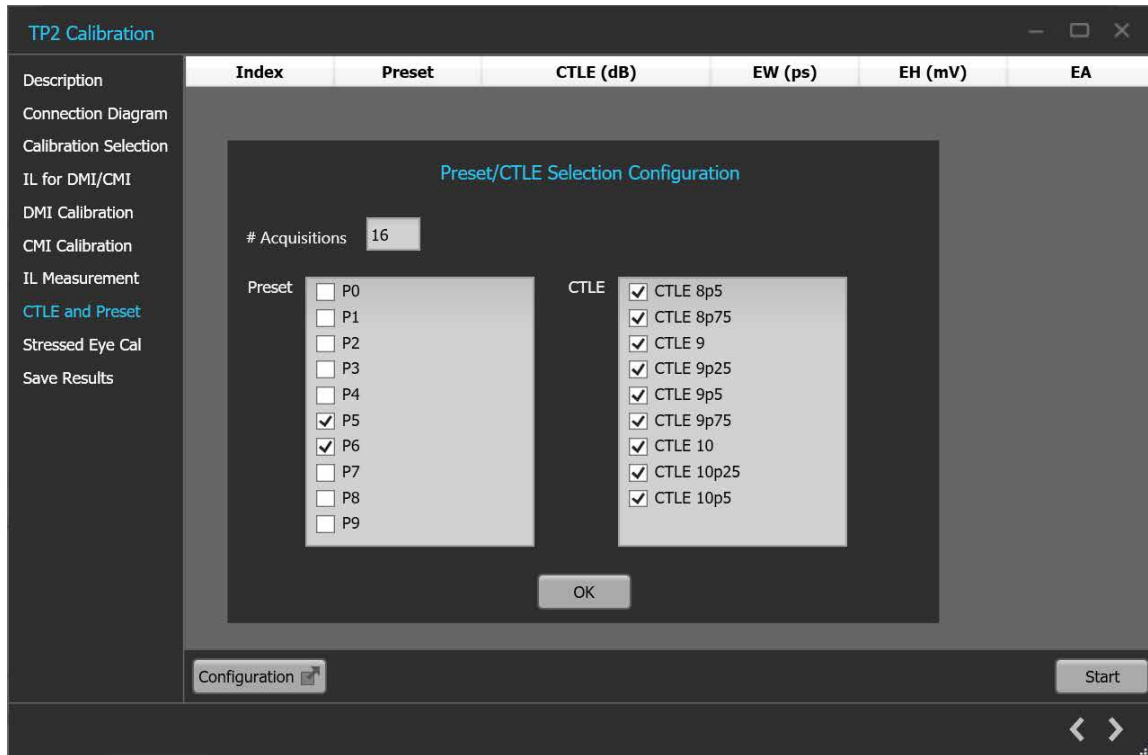 TP2 Calibration
Description
Connection Diagram
Calibration Selection
IL for DMI/CMI
DMI Calibration
CMI Calibration
IL Measurement
CTLE and Preset
Stressed Eye Cal
Save Results
Index Preset CTLE (dB) EW (ps) EH (mV) EA
Preset/CTLE Selection Configuration
# Acquisitions 16
Preset
P0
P1
P2
P3
P4
P5
P6
P7
P8
P9
CTLE
CTLE 8p5
CTLE 8p75
CTLE 9
CTLE 9p25
CTLE 9p5
CTLE 9p75
CTLE 10
CTLE 10p25
CTLE 10p5
OK
Configuration
Start